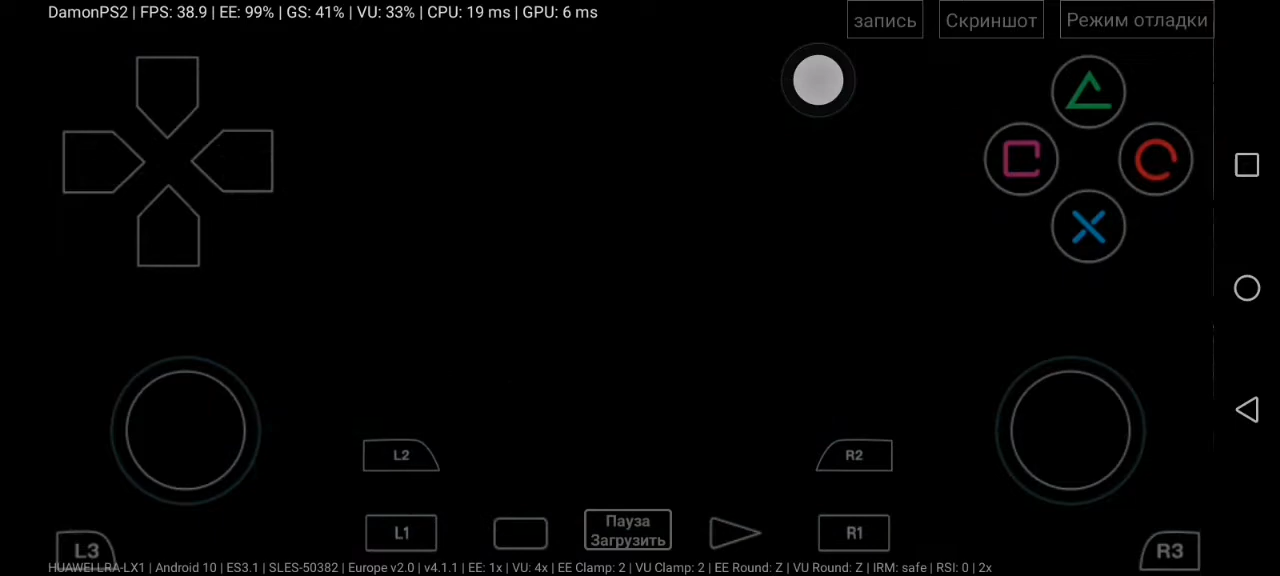 DamonPS2 | FPS: 38.9 | EE: 99% | GS: 41% | VU: 33% | CPU: 19 ms | GPU: 6 ms
запись
Скриншот
Режим отладки
L2
R2
L1
Пауза
Загрузить
R1
L3
R3
HUAWEI LRA-LX1 | Android 10 | ES3.1 | SLES-50382 | Europe v2.0 | v4.1.1 | EE: 1x | VU: 4x | EE Clamp: 2 | VU Clamp: 2 | EE Round: Z | VU Round: Z | IRM: safe | RSI: 0 | 2x